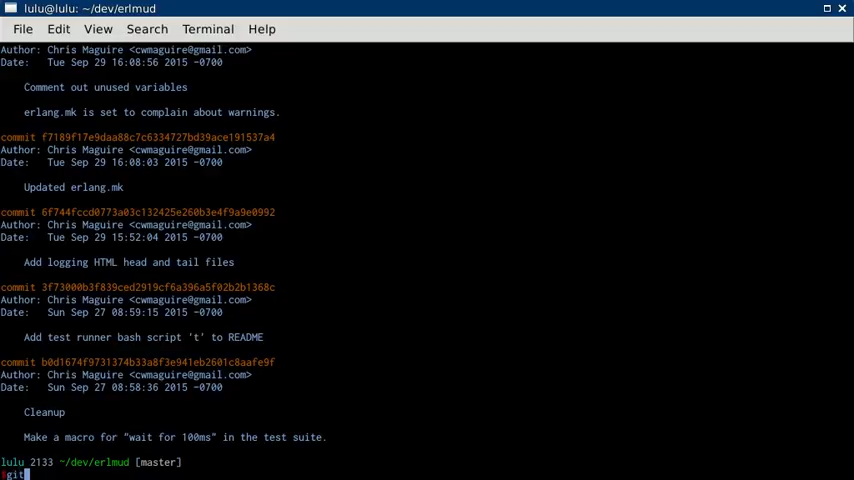 lulu@lulu: ~/dev/erlmud
File Edit View Search Terminal Help
Author: Chris Maguire <cwmaguire@gmail.com>
Date:   Tue Sep 29 16:08:56 2015 -0700
Comment out unused variables
erlang.mk is set to complain about warnings.
commit f7189f17e9daa88c7c6334727bd39ace191537a4
Author: Chris Maguire <cwmaguire@gmail.com>
Date:   Tue Sep 29 16:08:03 2015 -0700
Updated erlang.mk
commit 6f744fccd0773a03c132425e260b3e4f9a9e0992
Author: Chris Maguire <cwmaguire@gmail.com>
Date:   Tue Sep 29 15:52:04 2015 -0700
Add logging HTML head and tail files
commit 3f73000b3f839ced2919cf6a396a5f02b2b1368c
Author: Chris Maguire <cwmaguire@gmail.com>
Date:   Sun Sep 27 08:59:15 2015 -0700
Add test runner bash script 't' to README
commit b0d1674f9731374b33a8f3e941eb2601c8aafe9f
Author: Chris Maguire <cwmaguire@gmail.com>
Date:   Sun Sep 27 08:58:36 2015 -0700
Cleanup
Make a macro for "wait for 100ms" in the test suite.
lulu 2133 ~/dev/erlmud [master]
git